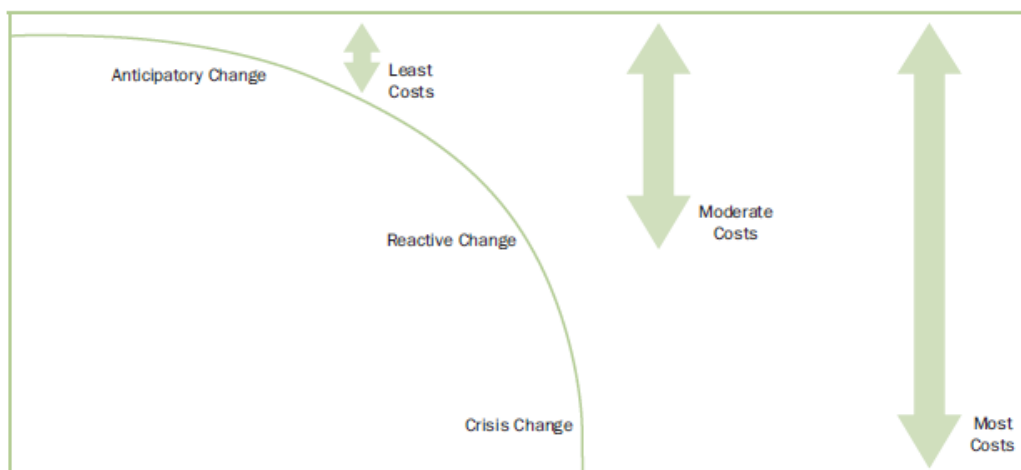 Anticipatory Change
Least
Costs
Moderate
Costs
Reactive Change
Crisis Change
Most
Costs